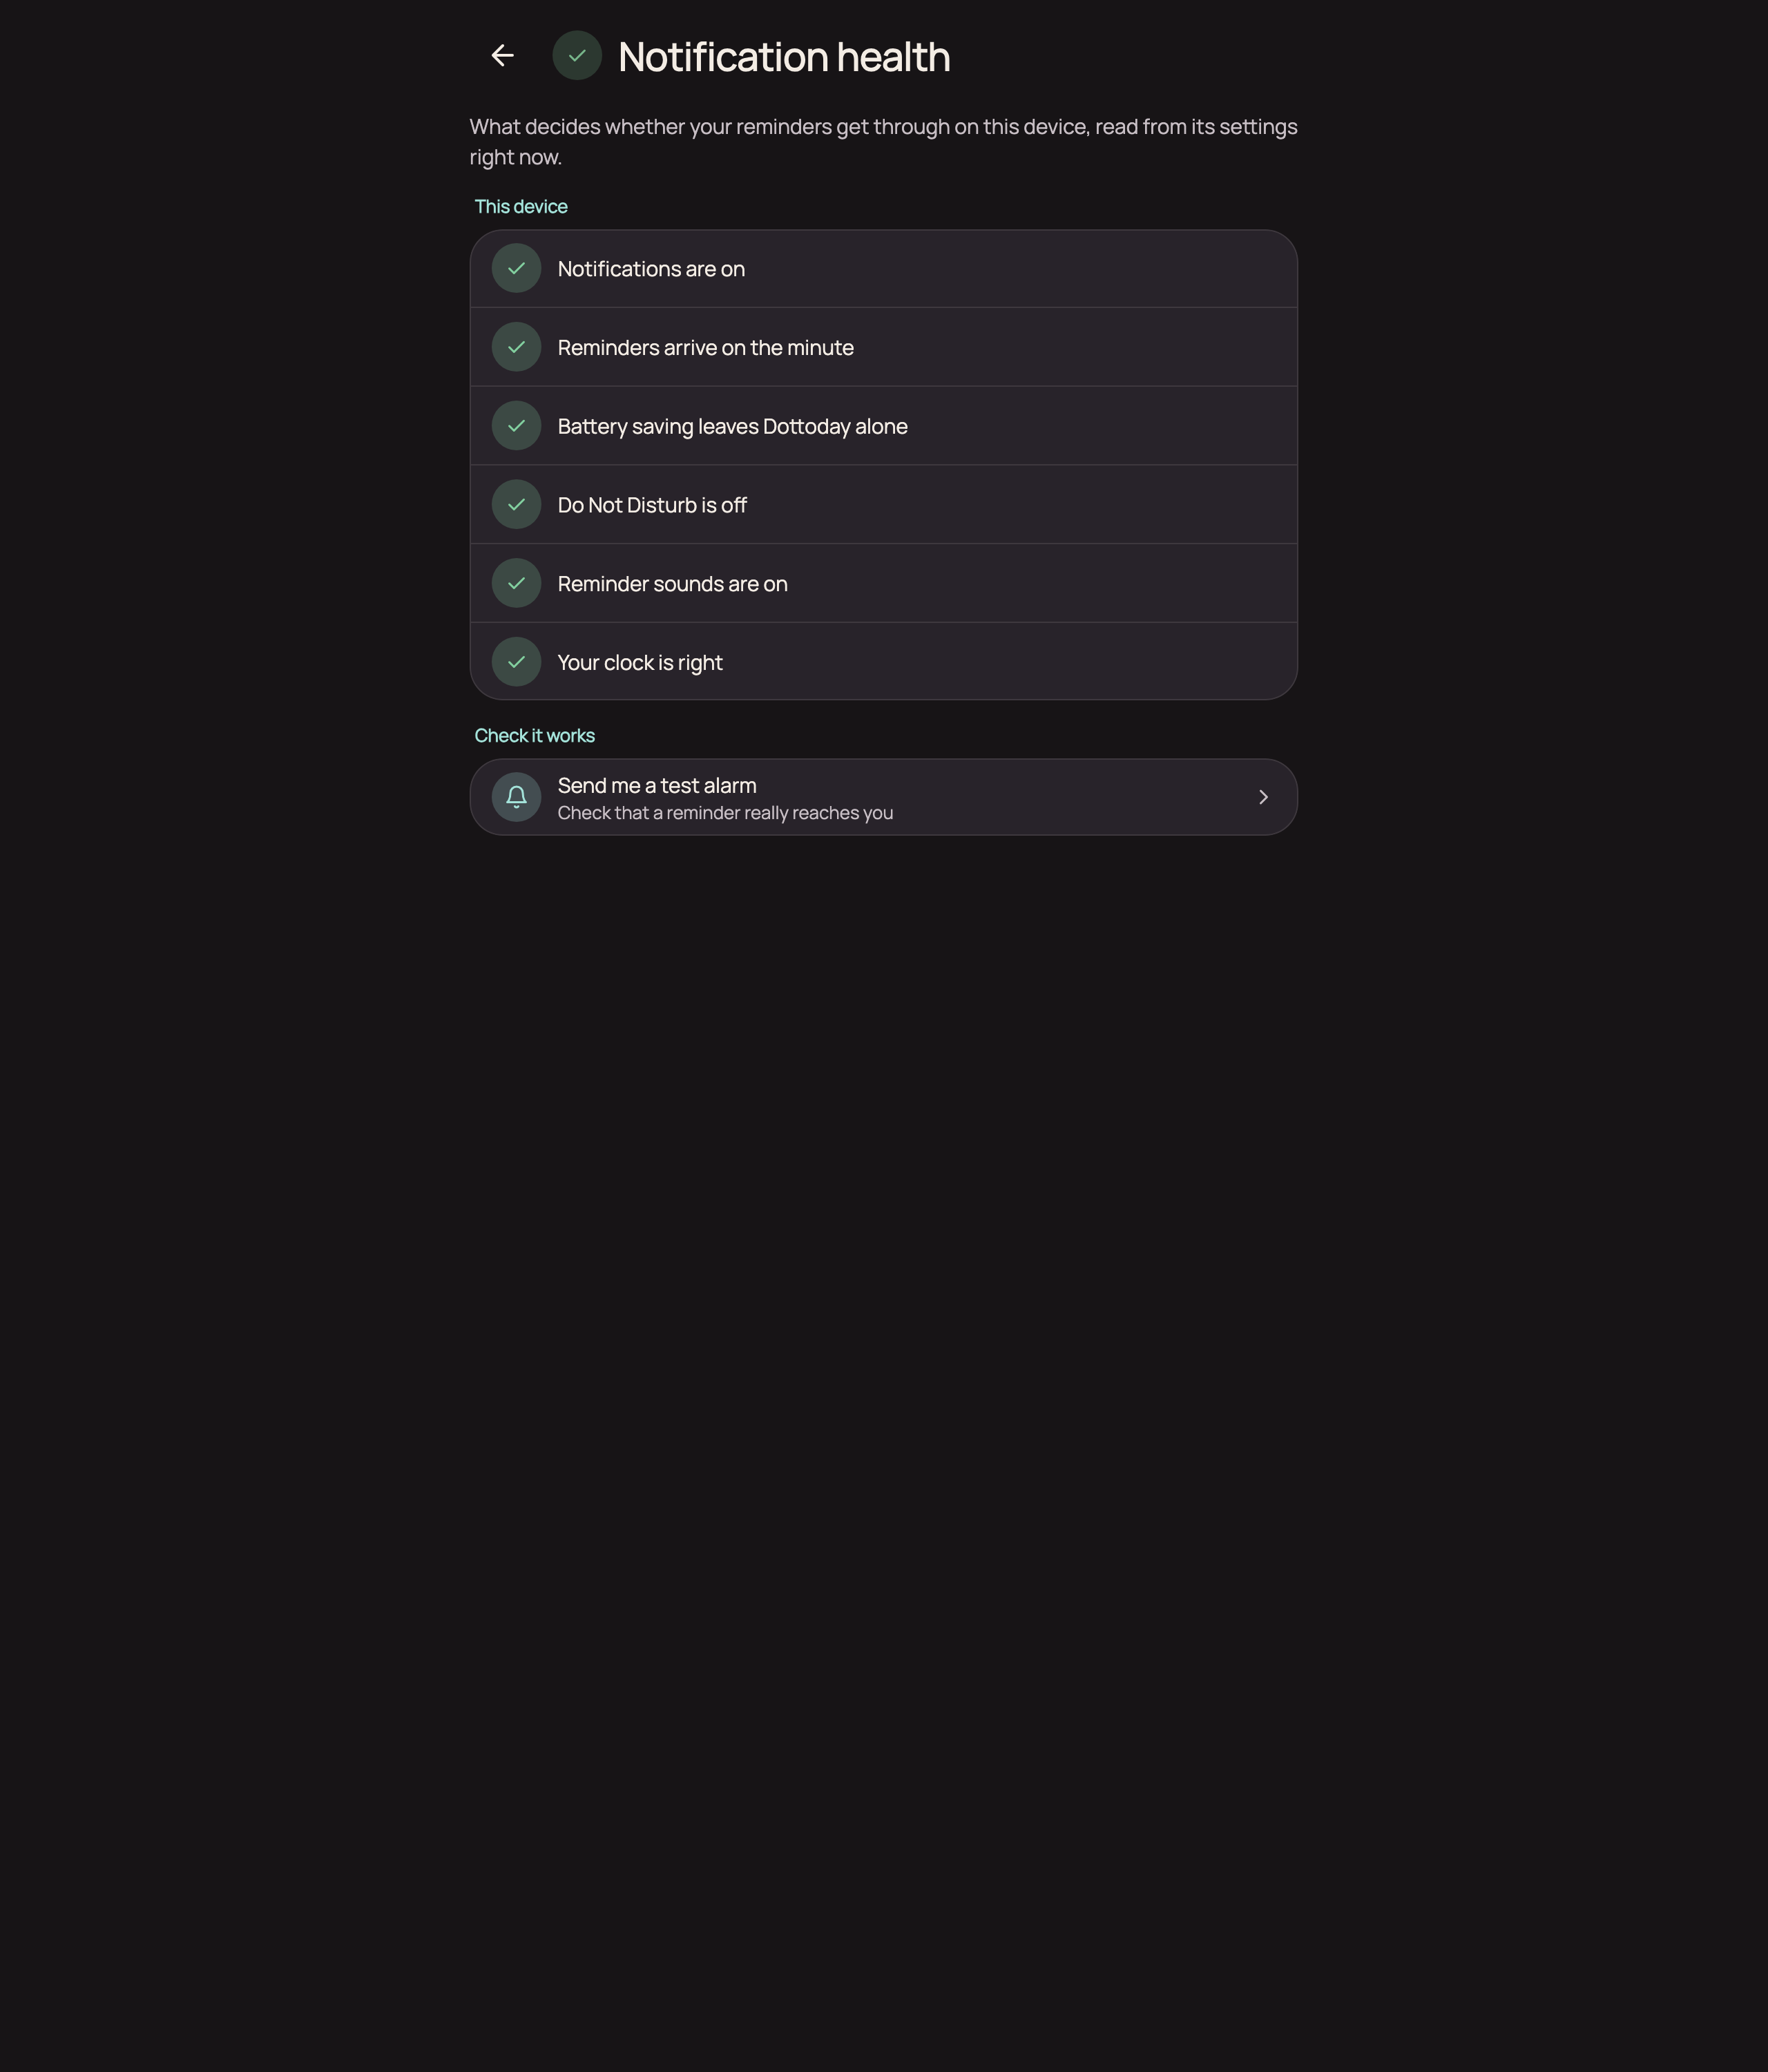 Notification health
What decides whether your reminders get through on this device, read from its settings
right now.
This device
Notifications are on
Reminders arrive on the minute
Battery saving leaves Dottoday alone
Do Not Disturb is off
Reminder sounds are on
Your clock is right
Check it works
Send me a test alarm
Check that a reminder really reaches you